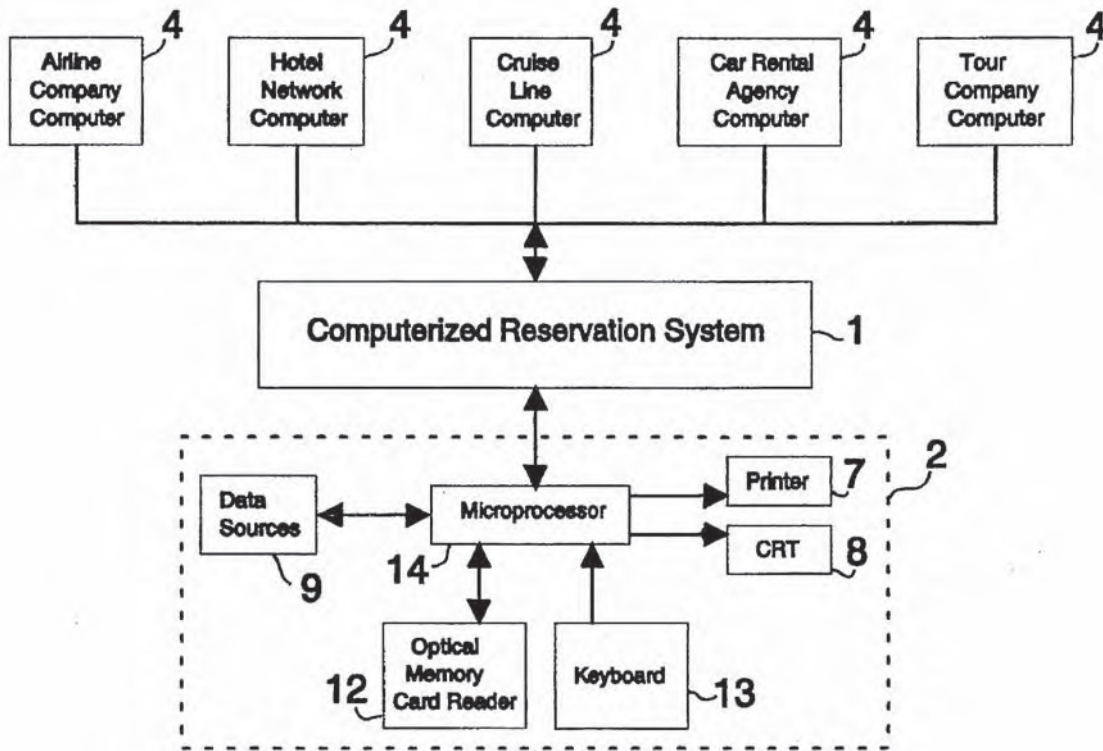 4
4
4
4
4
Airline
Company
Computer
Hotel
Network
Computer
Cruise
Line
Computer
Car Rental
Agency
Computer
Tour
Company
Computer
Computerized Reservation System
1
2
Data
Sources
9
Microprocessor
14
Printer
7
CRT
8
Optical
Memory
Card Reader
12
Keyboard
13